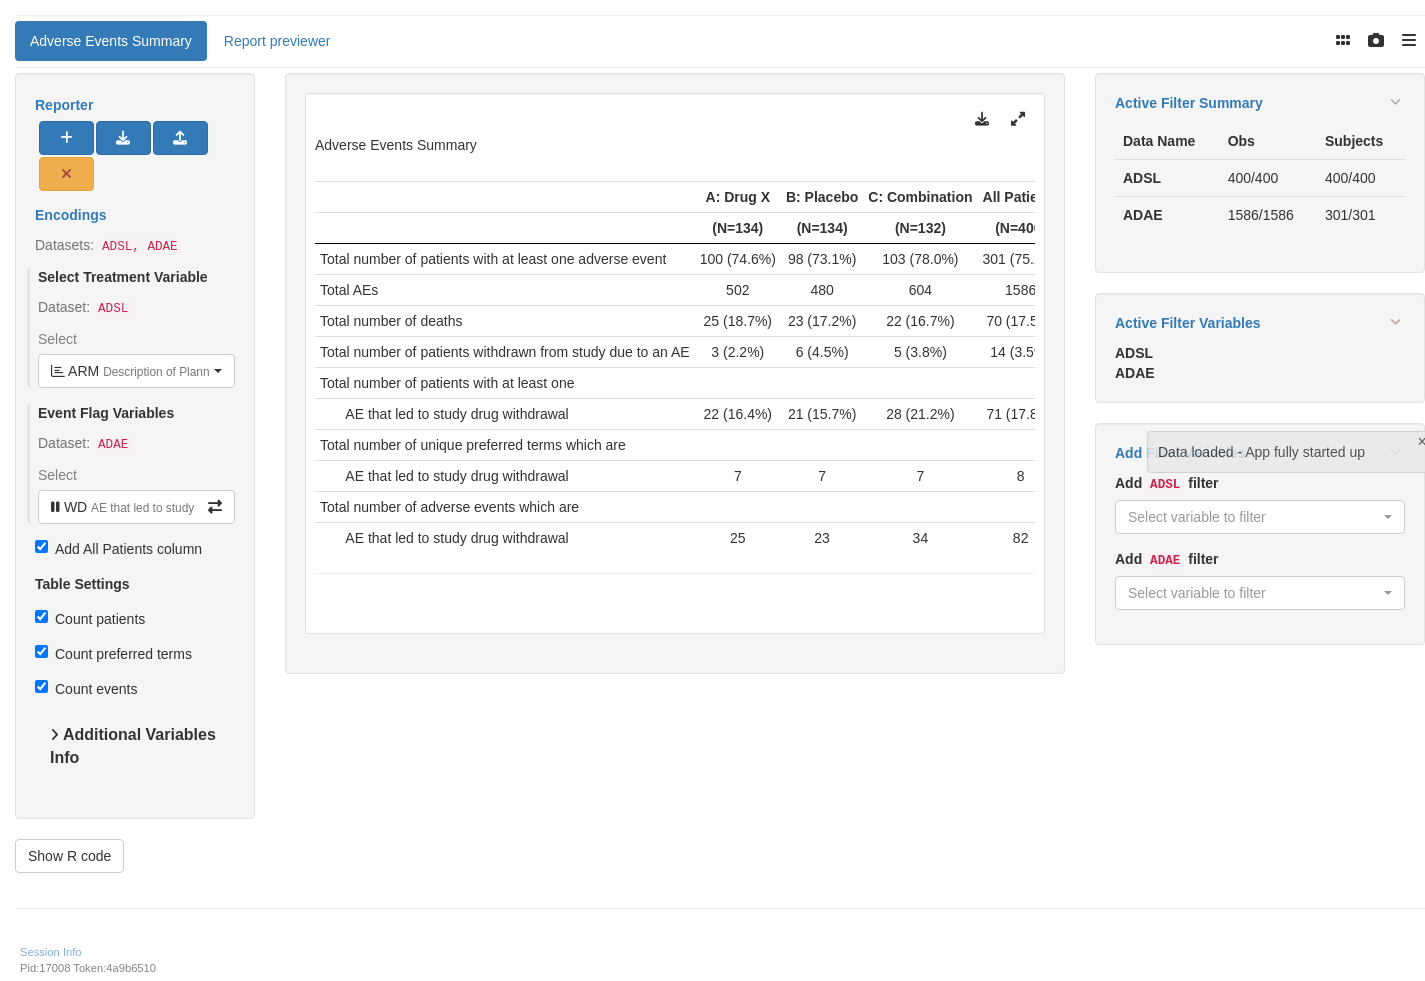 Adverse Events Summary Report previewer
Reporter
Encodings
Datasets: ADSL, ADAE
Select Treatment Variable
Dataset: ADSL
Select
ARM Description of Plann
Event Flag Variables
Dataset: ADAE
Select
WD AE that led to study
Add All Patients column
Table Settings
Count patients
Count preferred terms
Count events
Additional Variables
Info
Show R code
Adverse Events Summary
A: Drug X B: Placebo C: Combination All Patie
(N=134) (N=134) (N=132) (N=40
Total number of patients with at least one adverse event 100 (74.6%) 98 (73.1%) 103 (78.0%) 301 (75.
Total AEs 502 480 604 1586
Total number of deaths 25 (18.7%) 23 (17.2%) 22 (16.7%) 70 (17.5
Total number of patients withdrawn from study due to an AE 3 (2.2%) 6 (4.5%) 5 (3.8%) 14 (3.5
Total number of patients with at least one
AE that led to study drug withdrawal 22 (16.4%) 21 (15.7%) 28 (21.2%) 71 (17.8
Total number of unique preferred terms which are
AE that led to study drug withdrawal 7 7 7 8
Total number of adverse events which are
AE that led to study drug withdrawal 25 23 34 82
Active Filter Summary
Data Name Obs Subjects
ADSL 400/400 400/400
ADAE 1586/1586 301/301
Active Filter Variables
ADSL
ADAE
Add
Data loaded - App fully started up ×
Add ADSL filter
Select variable to filter
Add ADAE filter
Select variable to filter
Session Info
Pid:17008 Token:4a9b6510